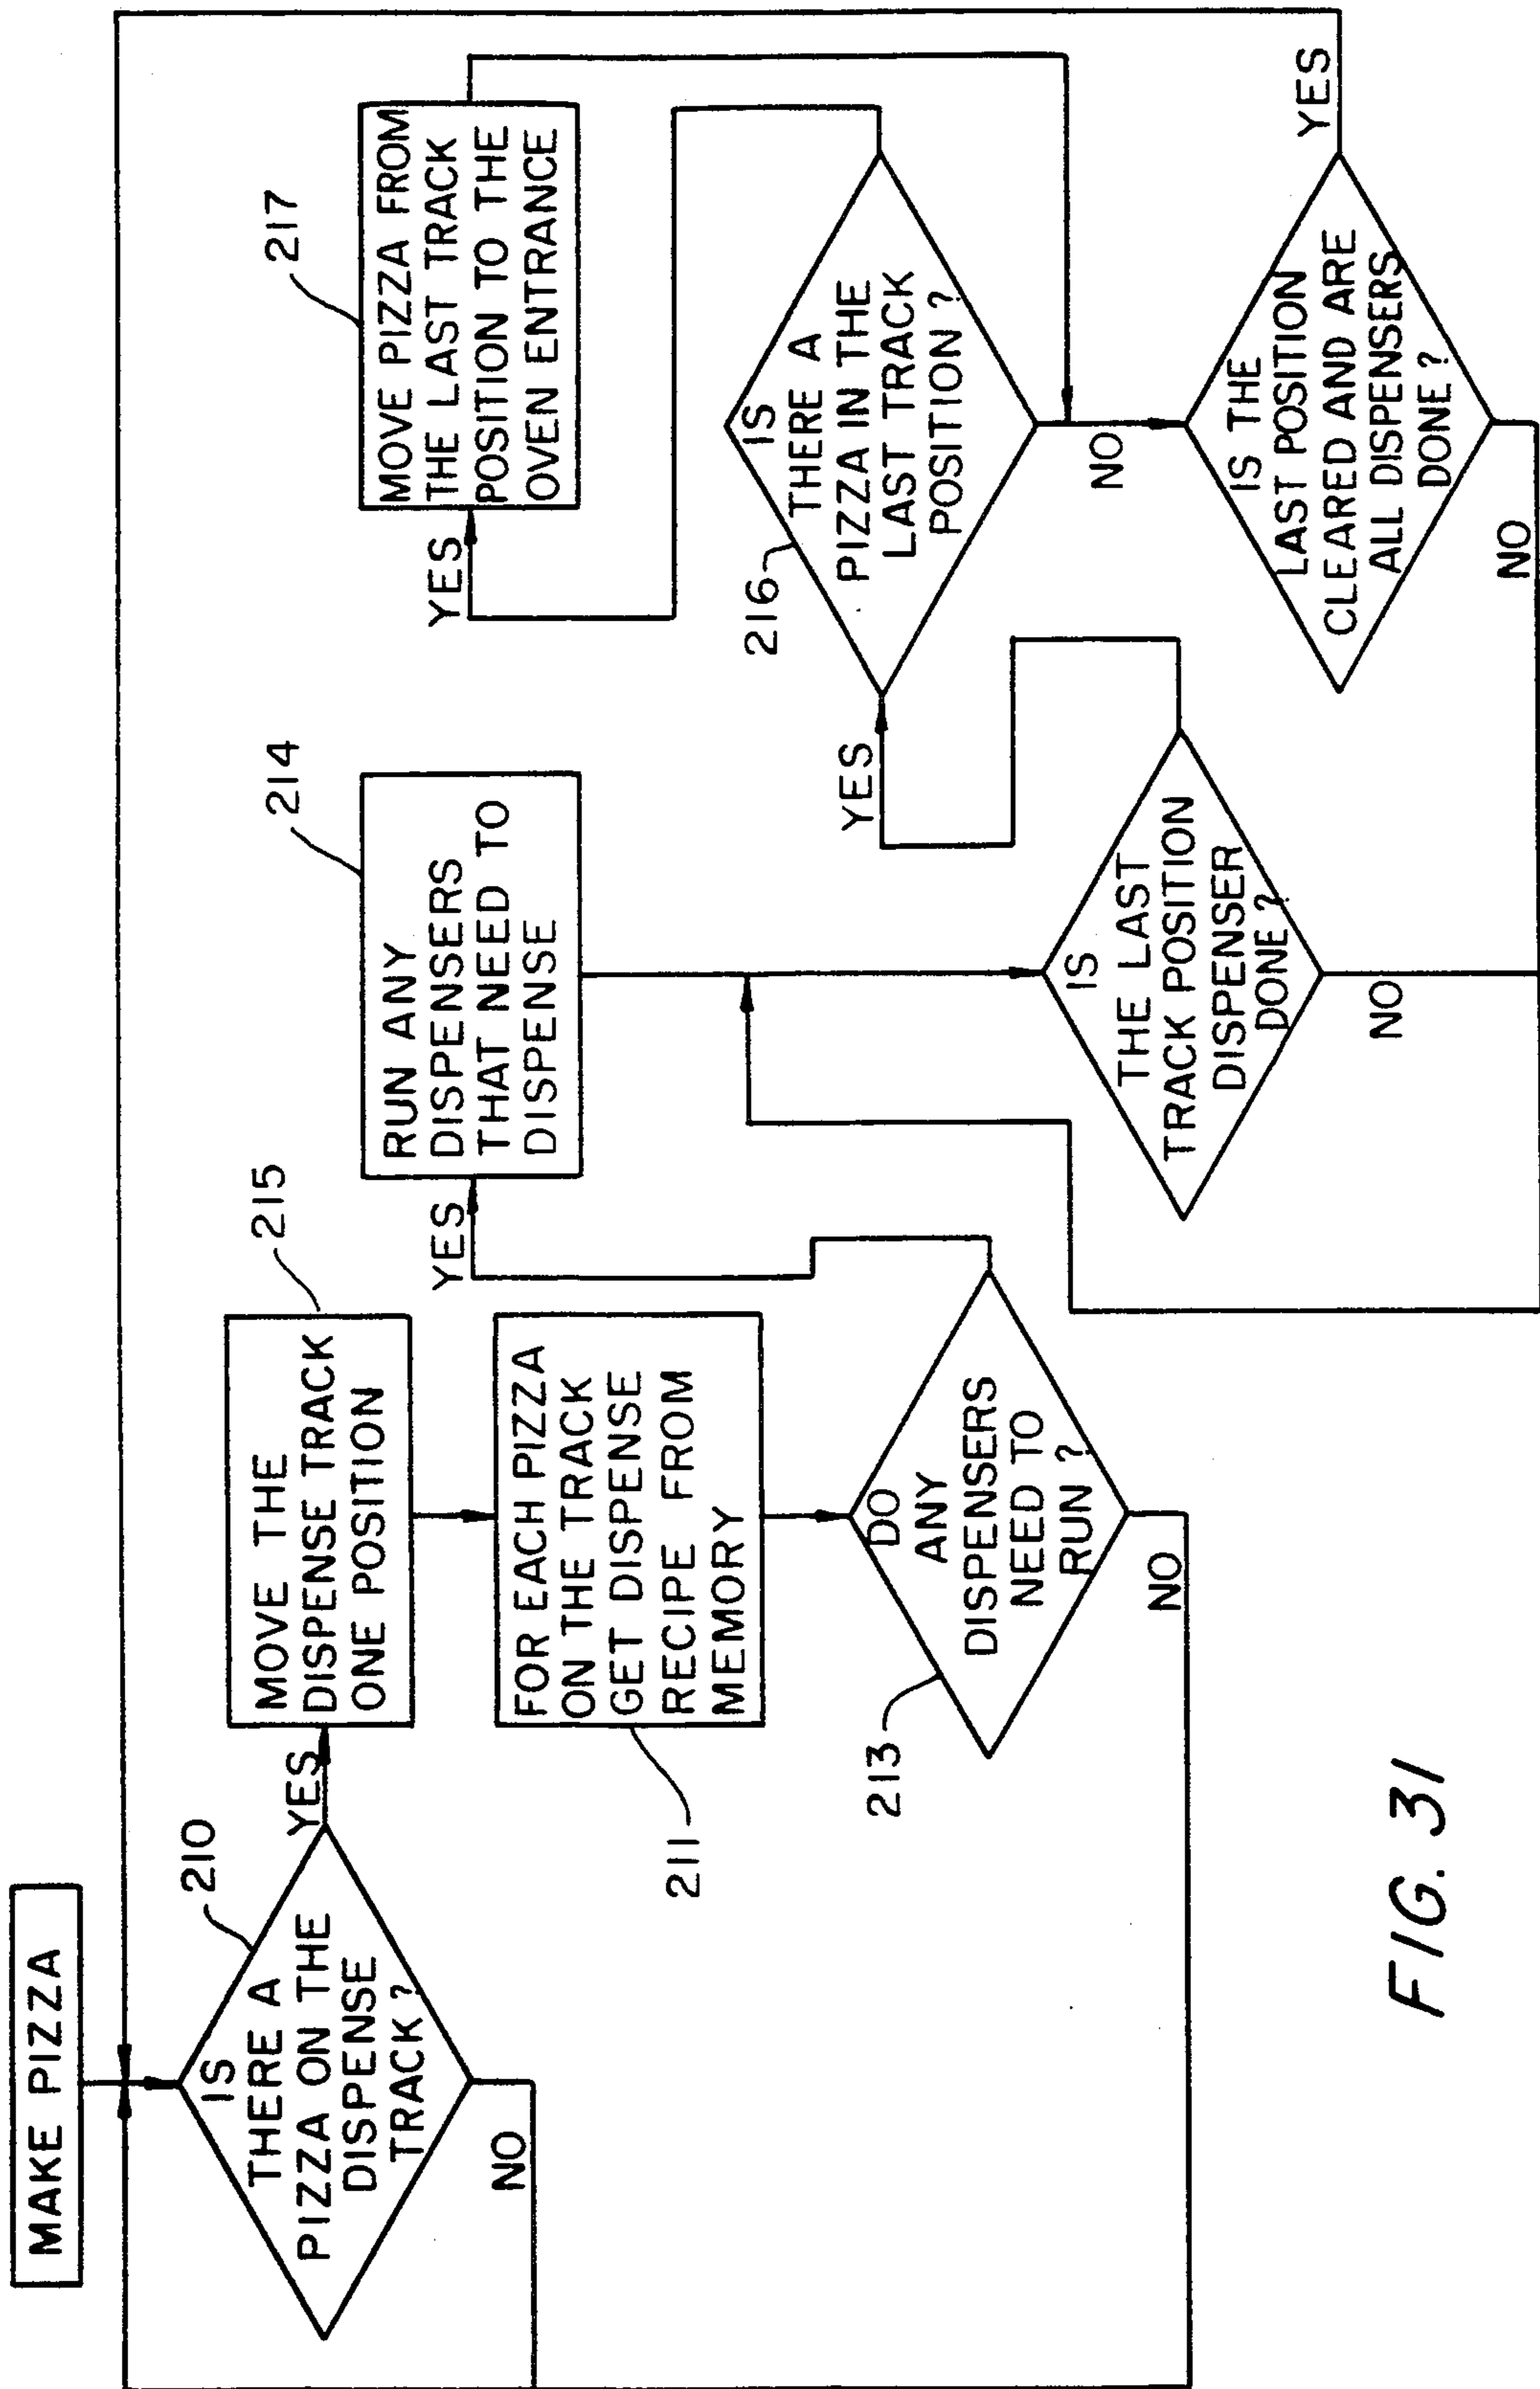 MAKE PIZZA
210
IS
THERE A
PIZZA ON THE
DISPENSE
TRACK ?
YES
NO
215
MOVE THE
DISPENSE TRACK
ONE POSITION
211
FOR EACH PIZZA
ON THE TRACK
GET DISPENSE
RECIPE FROM
MEMORY
213
DO
ANY
DISPENSERS
NEED TO
RUN ?
YES
NO
214
RUN ANY
DISPENSERS
THAT NEED TO
DISPENSE
IS
THE LAST
TRACK POSITION
DISPENSER
DONE ?
YES
NO
216
IS
THERE A
PIZZA IN THE
LAST TRACK
POSITION ?
YES
NO
217
MOVE PIZZA FROM
THE LAST TRACK
POSITION TO THE
OVEN ENTRANCE
IS THE
LAST POSITION
CLEARED AND ARE
ALL DISPENSERS
DONE ?
YES
NO
FIG. 31